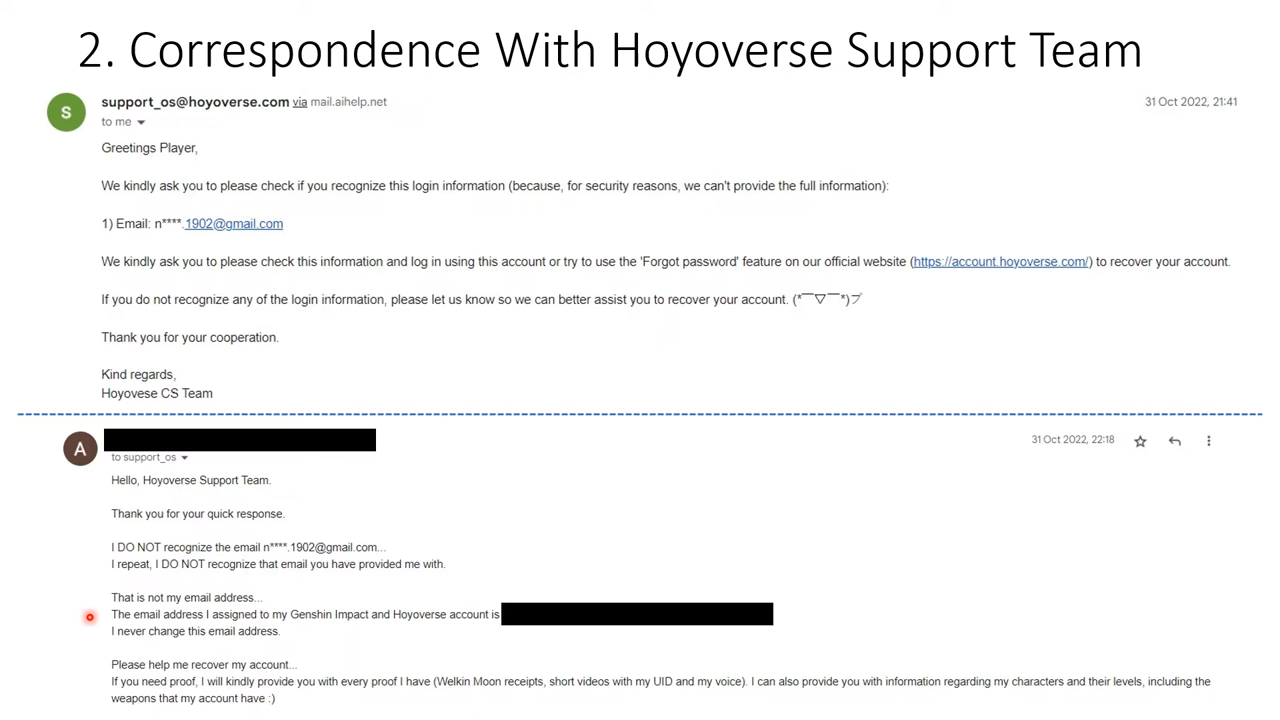 2. Correspondence With Hoyoverse Support Team
S
support_os@hoyoverse.com via mail.aihelp.net
31 Oct 2022, 21:41
to me
Greetings Player,
We kindly ask you to please check if you recognize this login information (because, for security reasons, we can't provide the full information):
1) Email: n****.1902@gmail.com
We kindly ask you to please check this information and log in using this account or try to use the 'Forgot password' feature on our official website (https://account.hoyoverse.com/) to recover your account.
If you do not recognize any of the login information, please let us know so we can better assist you to recover your account. (*￣▽￣*)ブ
Thank you for your cooperation.
Kind regards,
Hoyovese CS Team
A
31 Oct 2022, 22:18
to support_os
Hello, Hoyoverse Support Team.
Thank you for your quick response.
I DO NOT recognize the email n****.1902@gmail.com...
I repeat, I DO NOT recognize that email you have provided me with.
That is not my email address...
The email address I assigned to my Genshin Impact and Hoyoverse account is
I never change this email address.
Please help me recover my account...
If you need proof, I will kindly provide you with every proof I have (Welkin Moon receipts, short videos with my UID and my voice). I can also provide you with information regarding my characters and their levels, including the
weapons that my account have :)